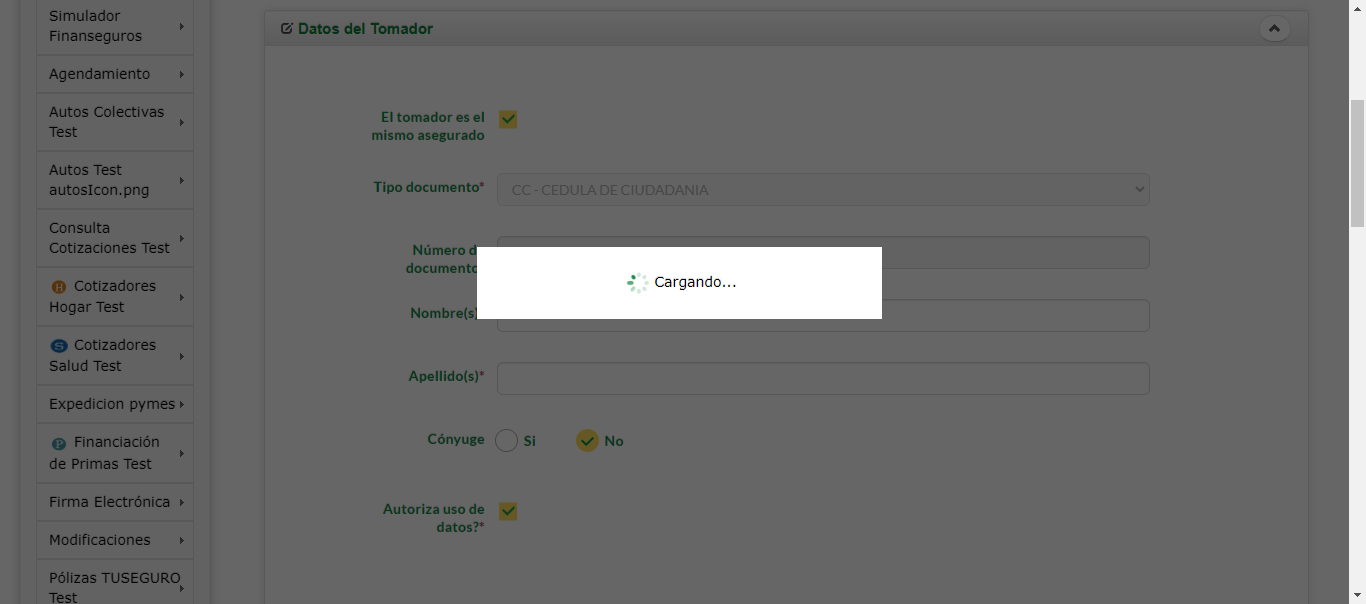 Simulador
Finanseguros
Agendamiento
Autos Colectivas
Test
Autos Test
autosIcon.png
Consulta
Cotizaciones Test
H Cotizadores
Hogar Test
S Cotizadores
Salud Test
Expedicion pymes
P Financiación
de Primas Test
Firma Electrónica
Modificaciones
Pólizas TUSEGURO
Test
Datos del Tomador
El tomador es el
mismo asegurado
Tipo documento*
CC - CEDULA DE CIUDADANIA
Número
documento
Cargando...
Nombre(s)
Apellido(s)*
Cónyuge
Si
No
Autoriza uso de
datos?*